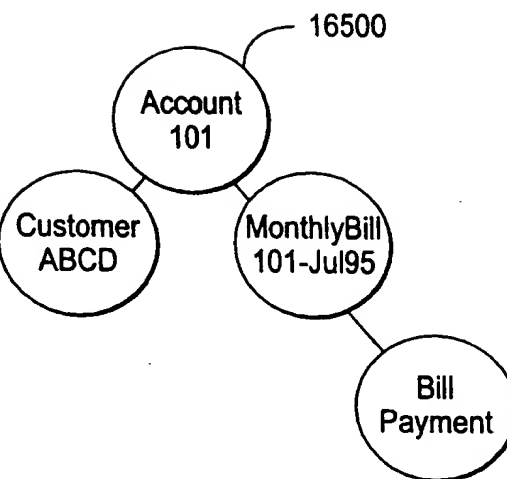 16500
Account
101
Customer
ABCD
MonthlyBill
101-Jul95
Bill
Payment